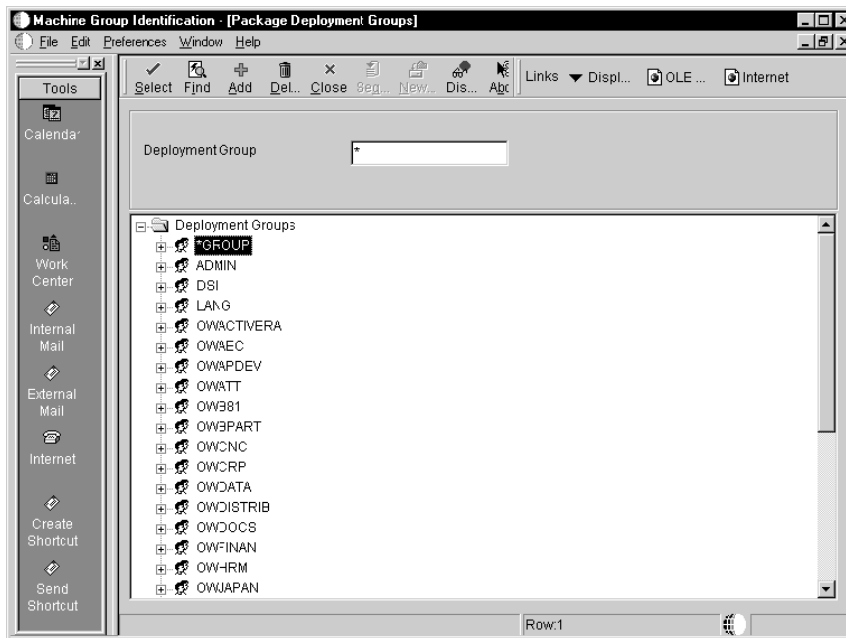 Machine Group Identification - [Package Deployment Groups]
File Edit Preferences Window Help
Tools
Select Find Add Del... Close Seq... New... Dis... Abc Links Displ... OLE ... Internet
Calendar
Calcula..
Work
Center
Internal
Mail
External
Mail
Internet
Create
Shortcut
Send
Shortcut
Deployment Group
*
Deployment Groups
*GROUP
ADMIN
DSI
LANG
OWACTIVERA
OWAEC
OWAPDEV
OWATT
OWB81
OWBPART
OWCNC
OWCRP
OWDATA
OWDISTRIB
OWDOCS
OWFINAN
OWHRM
OWJAPAN
Row:1